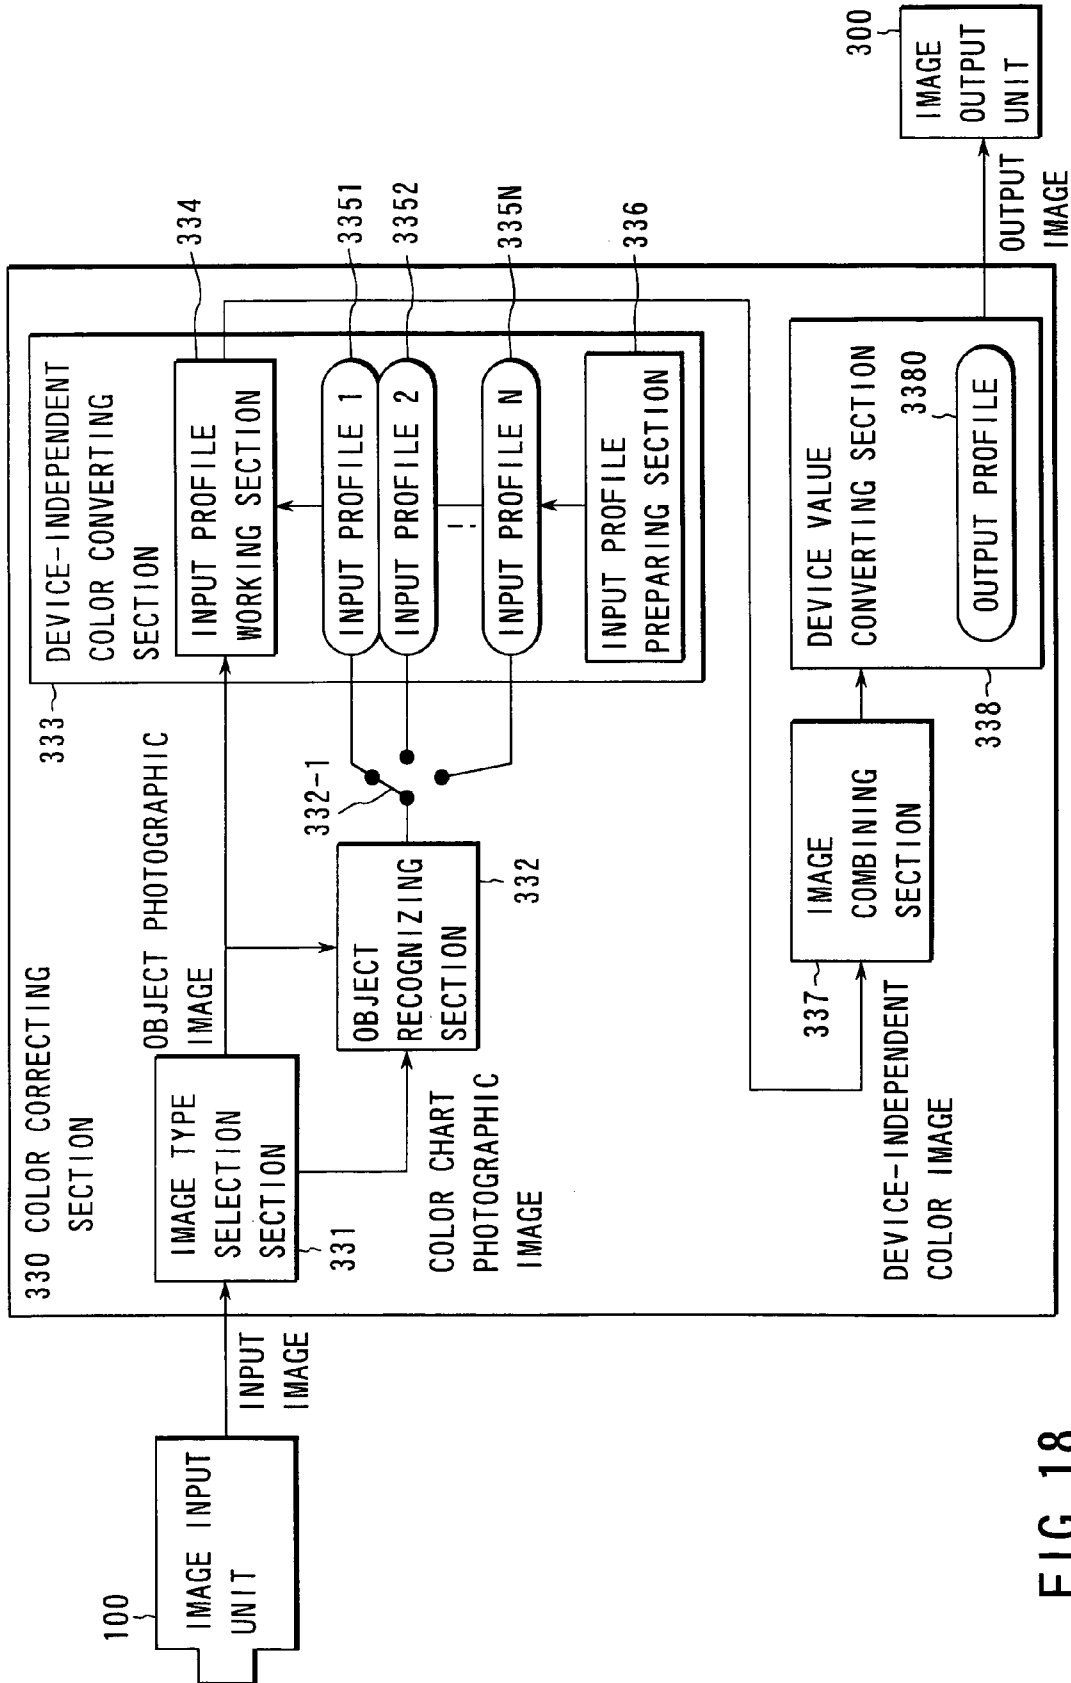 100
IMAGE INPUT
UNIT
INPUT
IMAGE
330 COLOR CORRECTING
SECTION
IMAGE TYPE
SELECTION
SECTION
331
OBJECT PHOTOGRAPHIC
IMAGE
COLOR CHART
PHOTOGRAPHIC
IMAGE
OBJECT
RECOGNIZING
SECTION
332
332-1
333
DEVICE-INDEPENDENT
COLOR CONVERTING
SECTION
INPUT PROFILE
WORKING SECTION
334
INPUT PROFILE 1
3351
INPUT PROFILE 2
3352
INPUT PROFILE N
335N
INPUT PROFILE
PREPARING SECTION
336
DEVICE-INDEPENDENT
COLOR IMAGE
337
IMAGE
COMBINING
SECTION
338
DEVICE VALUE
CONVERTING SECTION
3380
OUTPUT PROFILE
OUTPUT
IMAGE
300
IMAGE
OUTPUT
UNIT
FIG. 18